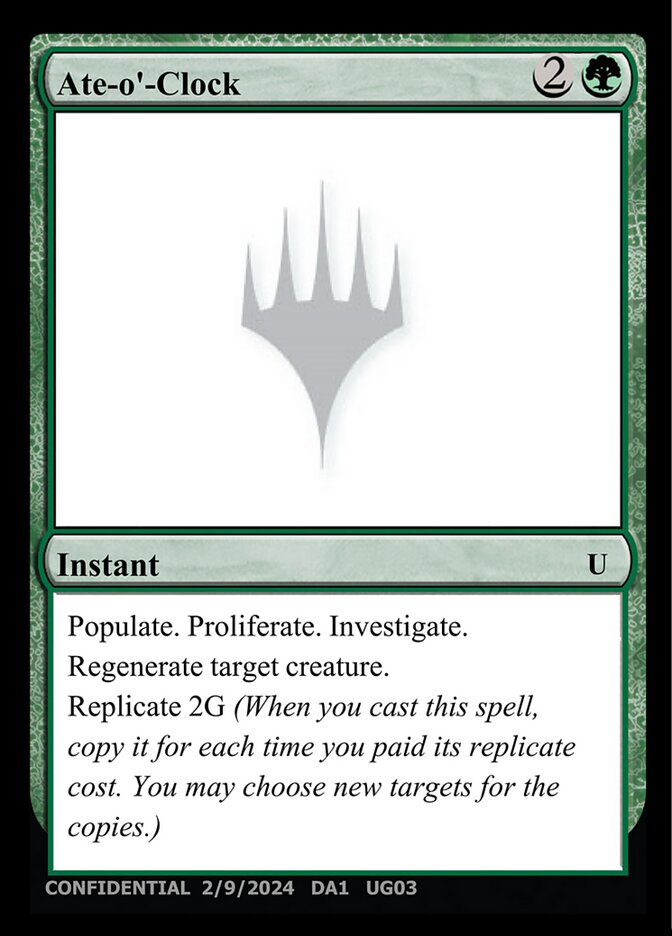 Ate-o'-Clock 2
Instant U
Populate. Proliferate. Investigate.
Regenerate target creature.
Replicate 2G (When you cast this spell,
copy it for each time you paid its replicate
cost. You may choose new targets for the
copies.)
CONFIDENTIAL 2/9/2024 DA1 UG03